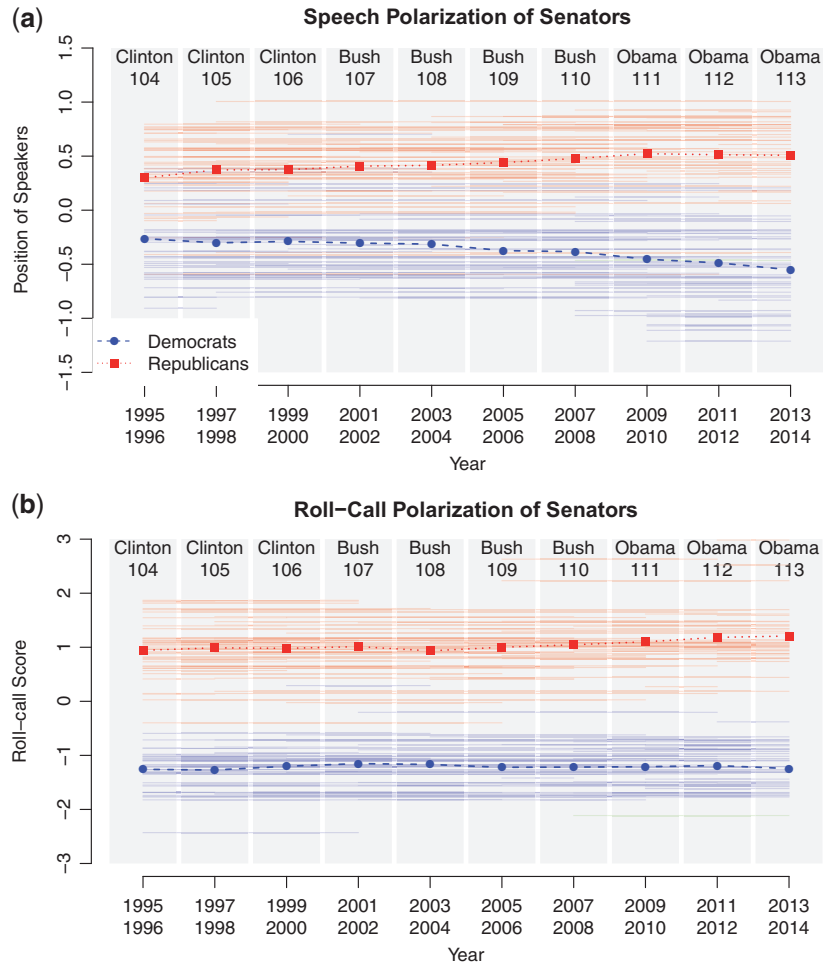 (a)
Speech Polarization of Senators
Clinton Clinton Clinton Bush Bush Bush Bush Obama Obama Obama
104 105 106 107 108 109 110 111 112 113
1.5
1.0
0.5
0.0
−0.5
−1.0
−1.5
Position of Speakers
Democrats
Republicans
1995 1997 1999 2001 2003 2005 2007 2009 2011 2013
1996 1998 2000 2002 2004 2006 2008 2010 2012 2014
Year
(b)
Roll−Call Polarization of Senators
Clinton Clinton Clinton Bush Bush Bush Bush Obama Obama Obama
104 105 106 107 108 109 110 111 112 113
3
2
1
0
−1
−2
−3
Roll−call Score
1995 1997 1999 2001 2003 2005 2007 2009 2011 2013
1996 1998 2000 2002 2004 2006 2008 2010 2012 2014
Year